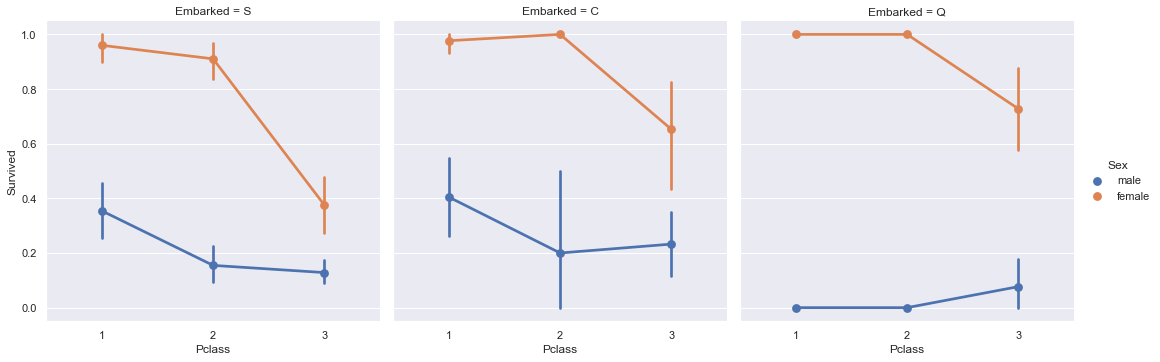 Embarked = S
Embarked = C
Embarked = Q
Survived
1.0
0.8
0.6
0.4
0.2
0.0
1 2 3
1 2 3
1 2 3
Pclass
Pclass
Pclass
Sex
male
female